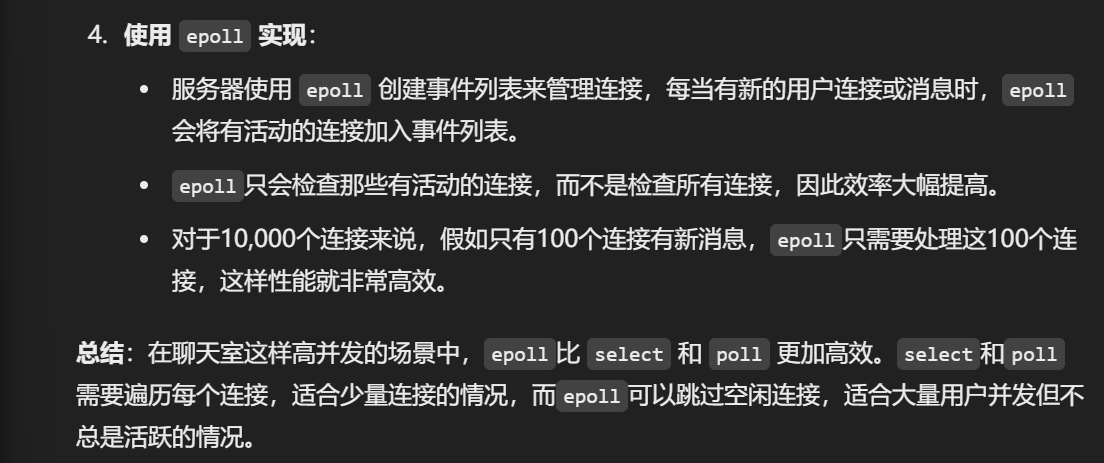 4. 使用 epoll 实现：
• 服务器使用 epoll 创建事件列表来管理连接，每当有新的用户连接或消息时，epoll
会将有活动的连接加入事件列表。
• epoll只会检查那些有活动的连接，而不是检查所有连接，因此效率大幅提高。
• 对于10,000个连接来说，假如只有100个连接有新消息，epoll只需要处理这100个连
接，这样性能就非常高效。
总结：在聊天室这样高并发的场景中，epoll比 select 和 poll 更加高效。select和poll
需要遍历每个连接，适合少量连接的情况，而epoll可以跳过空闲连接，适合大量用户并发但不
总是活跃的情况。